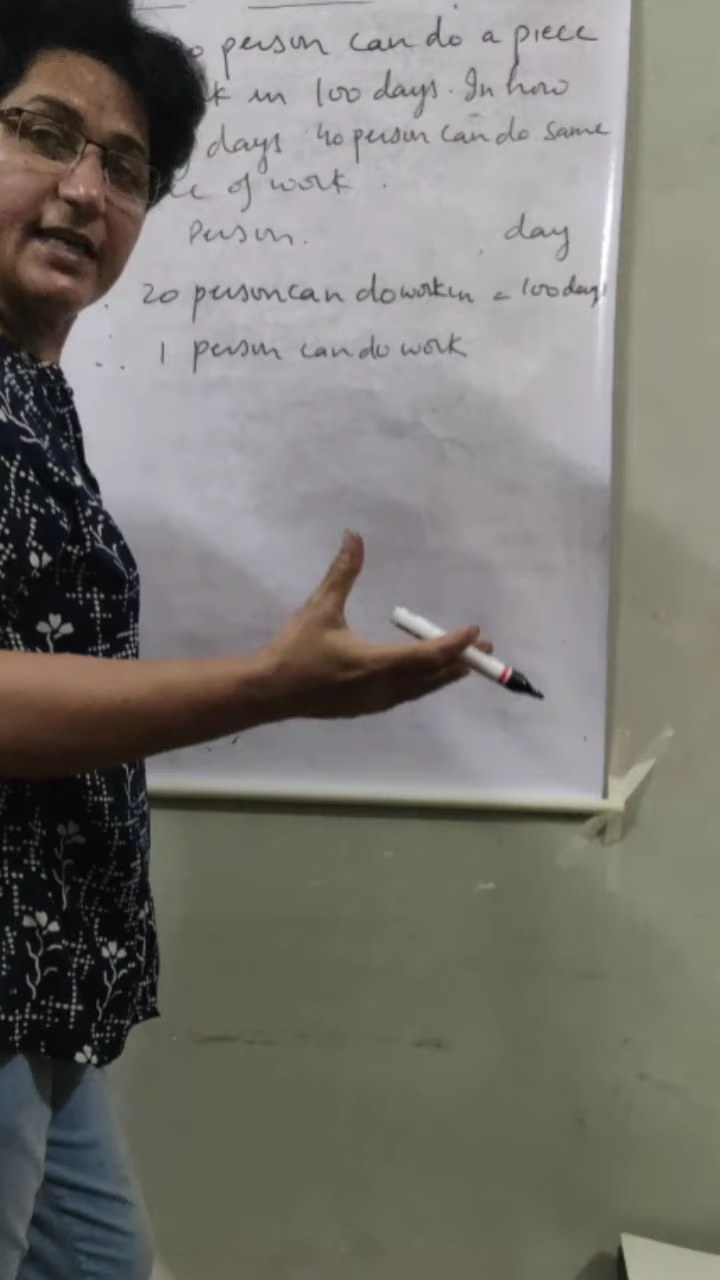 person can do a piece
in 100 days. In how
days 40 person can do same
of work.
Person. day
20 person can do work in = 100 days
∴ 1 person can do work